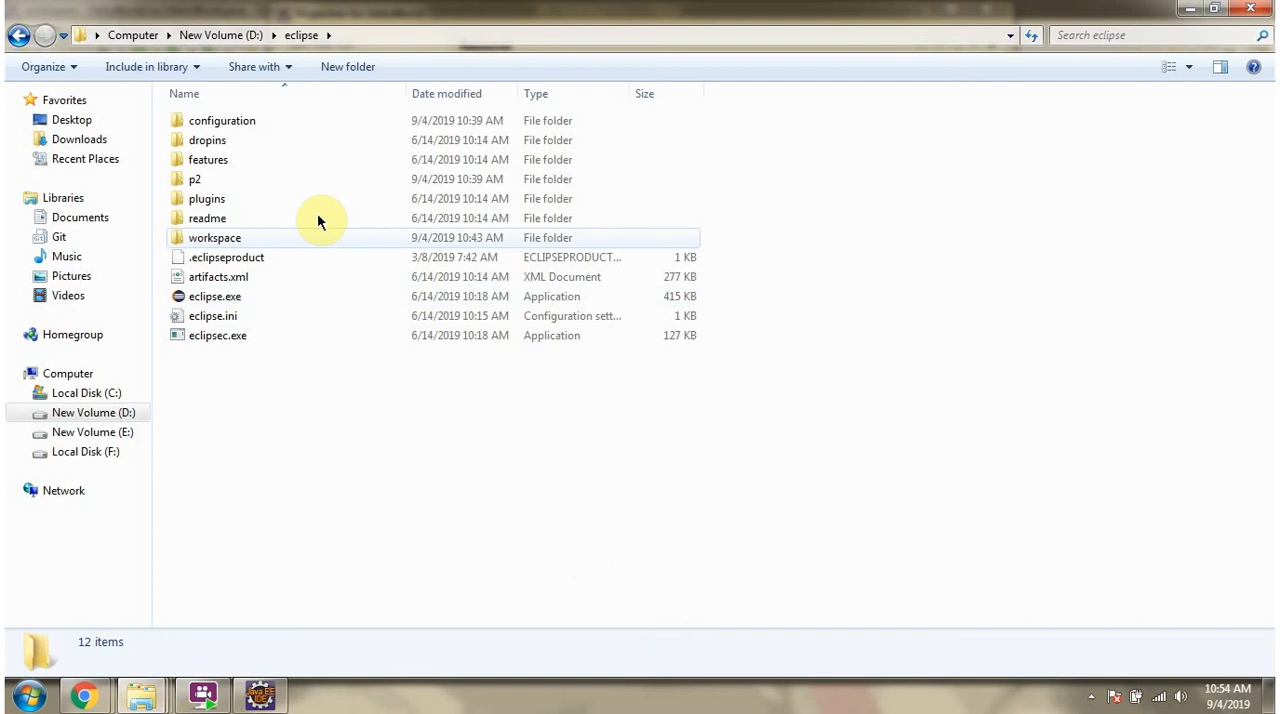 Computer New Volume (D:) eclipse Search eclipse
Organize Include in library Share with New folder
Name Date modified Type Size
configuration 9/4/2019 10:39 AM File folder
dropins 6/14/2019 10:14 AM File folder
features 6/14/2019 10:14 AM File folder
p2 9/4/2019 10:39 AM File folder
plugins 6/14/2019 10:14 AM File folder
readme 6/14/2019 10:14 AM File folder
workspace 9/4/2019 10:43 AM File folder
.eclipseproduct 3/8/2019 7:42 AM ECLIPSEPRODUCT... 1 KB
artifacts.xml 6/14/2019 10:14 AM XML Document 277 KB
eclipse.exe 6/14/2019 10:18 AM Application 415 KB
eclipse.ini 6/14/2019 10:15 AM Configuration sett... 1 KB
eclipsec.exe 6/14/2019 10:18 AM Application 127 KB
Favorites
Desktop
Downloads
Recent Places
Libraries
Documents
Git
Music
Pictures
Videos
Homegroup
Computer
Local Disk (C:)
New Volume (D:)
New Volume (E:)
Local Disk (F:)
Network
12 items
Java EE
IDE
10:54 AM
9/4/2019